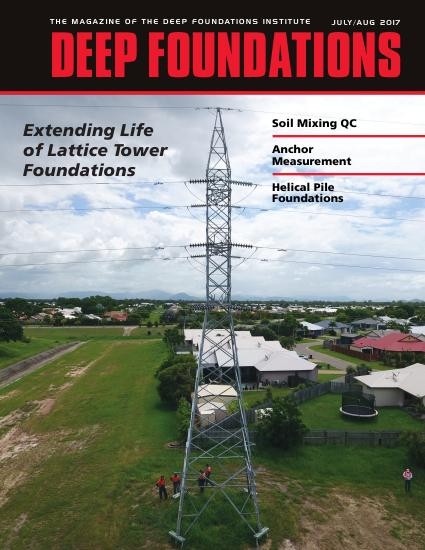 THE MAGAZINE OF THE DEEP FOUNDATIONS INSTITUTE JULY/AUG 2017
DEEP FOUNDATIONS
Extending Life
of Lattice Tower
Foundations
Soil Mixing QC
Anchor
Measurement
Helical Pile
Foundations